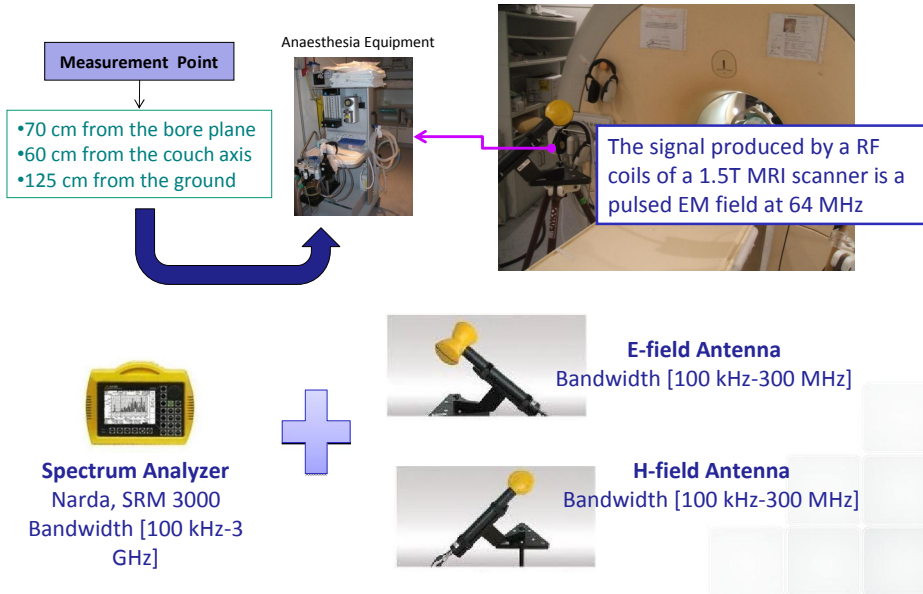 Measurement Point
Anaesthesia Equipment
•70 cm from the bore plane
•60 cm from the couch axis
•125 cm from the ground
The signal produced by a RF
coils of a 1.5T MRI scanner is a
pulsed EM field at 64 MHz
E-field Antenna
Bandwidth [100 kHz-300 MHz]
Spectrum Analyzer
Narda, SRM 3000
Bandwidth [100 kHz-3
GHz]
H-field Antenna
Bandwidth [100 kHz-300 MHz]